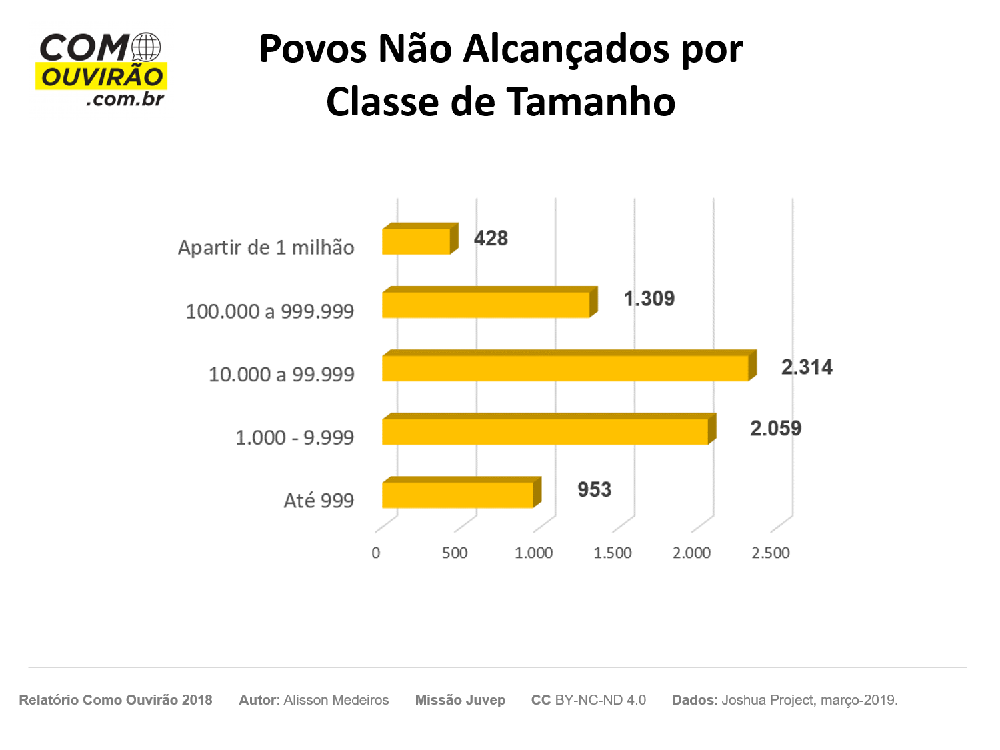 COMO
OUVIRÃO
.com.br
Povos Não Alcançados por
Classe de Tamanho
Apartir de 1 milhão
428
100.000 a 999.999
1.309
10.000 a 99.999
2.314
1.000 - 9.999
2.059
Até 999
953
0 500 1.000 1.500 2.000 2.500
Relatório Como Ouvirão 2018 Autor: Alisson Medeiros Missão Juvep CC BY-NC-ND 4.0 Dados: Joshua Project, março-2019.